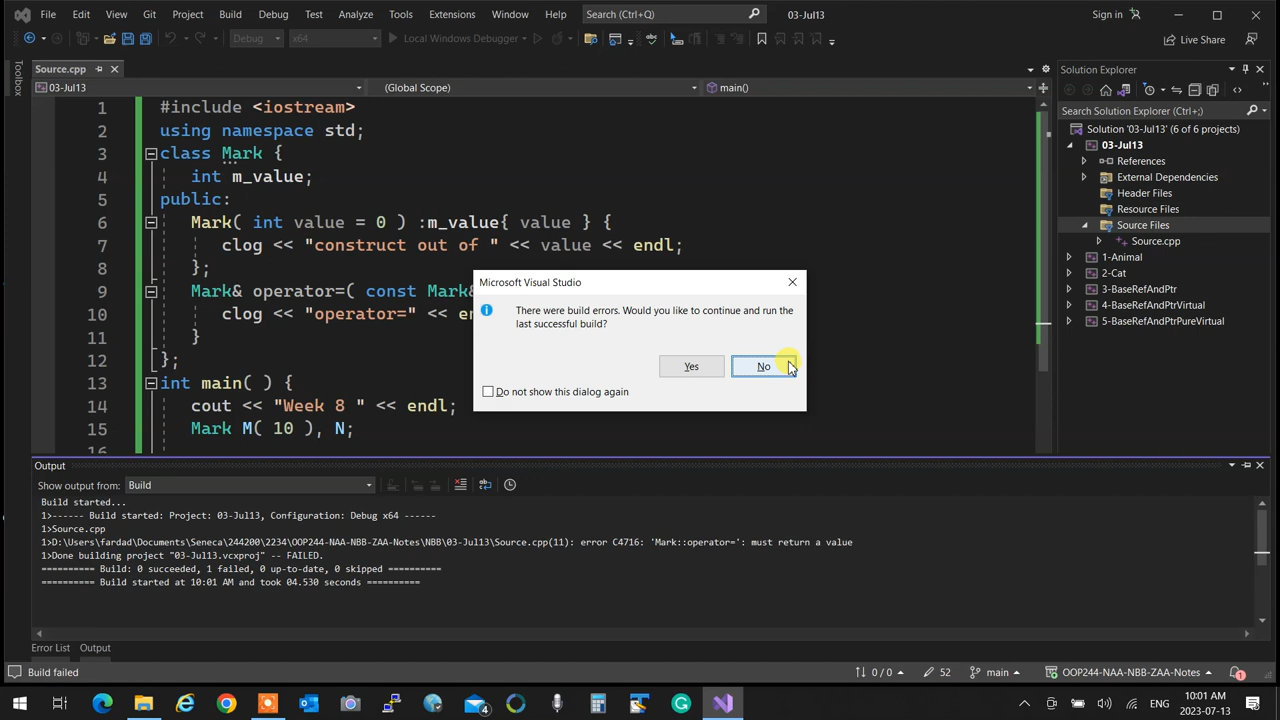 File Edit View Git Project Build Debug Test Analyze Tools Extensions Window Help Search (Ctrl+Q) 03-Jul13 Sign in
Debug x64 Local Windows Debugger Live Share
Toolbox
Source.cpp
03-Jul13 (Global Scope) main()
1 #include <iostream>
2 using namespace std;
3 class Mark {
4 int m_value;
5 public:
6 Mark( int value = 0 ) :m_value{ value } {
7 clog << "construct out of " << value << endl;
8 };
9 Mark& operator=( const Mark&
10 clog << "operator=" << e
11 }
12 };
13 int main( ) {
14 cout << "Week 8 " << endl;
15 Mark M( 10 ), N;
16
Microsoft Visual Studio
There were build errors. Would you like to continue and run the
last successful build?
Yes No
Do not show this dialog again
Solution Explorer
Search Solution Explorer (Ctrl+;)
Solution '03-Jul13' (6 of 6 projects)
03-Jul13
References
External Dependencies
Header Files
Resource Files
Source Files
Source.cpp
1-Animal
2-Cat
3-BaseRefAndPtr
4-BaseRefAndPtrVirtual
5-BaseRefAndPtrPureVirtual
Output
Show output from: Build
Build started...
1>------ Build started: Project: 03-Jul13, Configuration: Debug x64 ------
1>Source.cpp
1>D:\Users\fardad\Documents\Seneca\244200\2234\OOP244-NAA-NBB-ZAA-Notes\NBB\03-Jul13\Source.cpp(11): error C4716: 'Mark::operator=': must return a value
1>Done building project "03-Jul13.vcxproj" -- FAILED.
========== Build: 0 succeeded, 1 failed, 0 up-to-date, 0 skipped ==========
========== Build started at 10:01 AM and took 04.530 seconds ==========
Error List Output
Build failed 0 / 0 52 main OOP244-NAA-NBB-ZAA-Notes 1
4 ENG 10:01 AM
2023-07-13